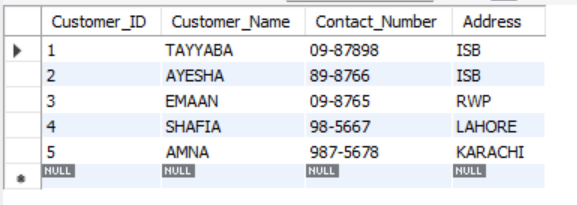 Customer_ID Customer_Name Contact_Number Address
1 TAYYABA 09-87898 ISB
2 AYESHA 89-8766 ISB
3 EMAAN 09-8765 RWP
4 SHAFIA 98-5667 LAHORE
5 AMNA 987-5678 KARACHI
NULL NULL NULL NULL